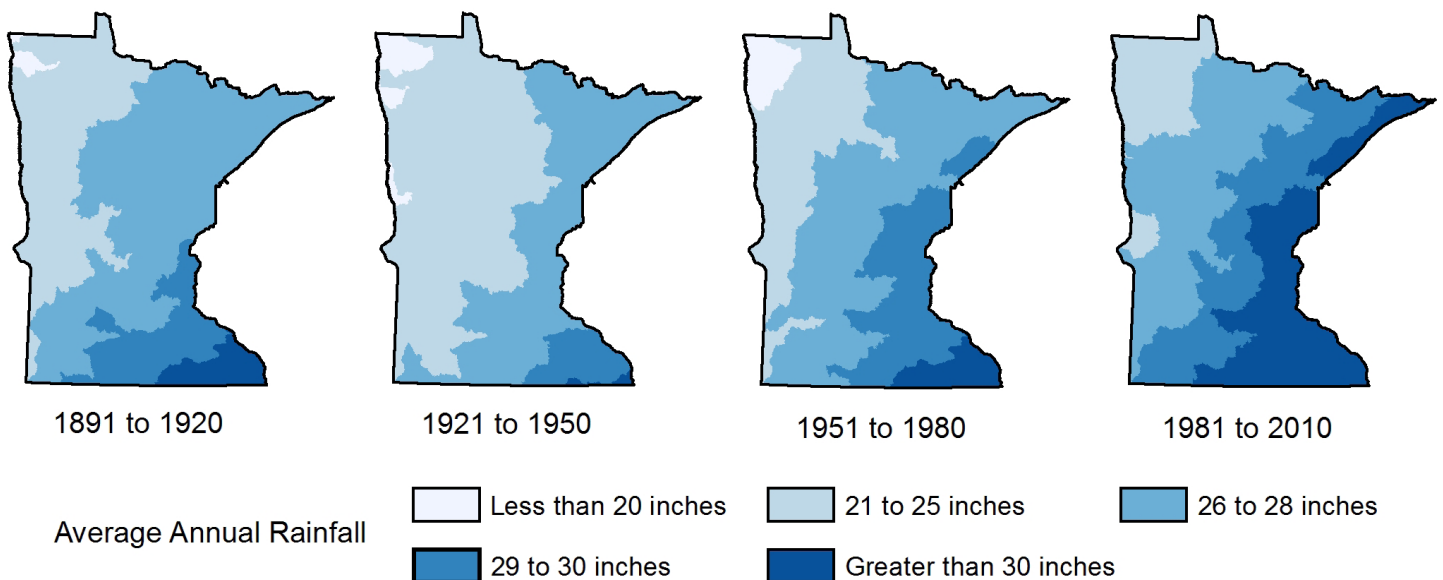 1891 to 1920
1921 to 1950
1951 to 1980
1981 to 2010
Average Annual Rainfall
Less than 20 inches
21 to 25 inches
26 to 28 inches
29 to 30 inches
Greater than 30 inches